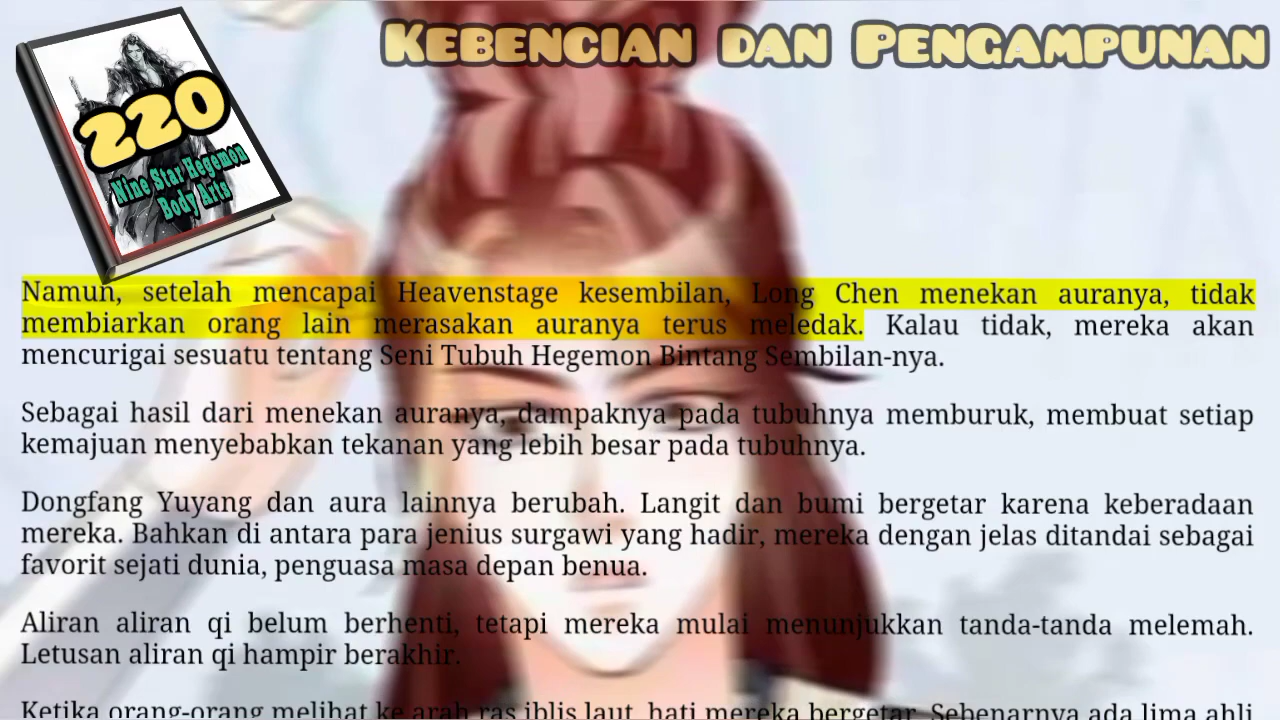 KEBENCIAN DAN PENGAMPUNAN
220
Nine Star Hegemon
Body Arts
Namun, setelah mencapai Heavenstage kesembilan, Long Chen menekan auranya, tidak
membiarkan orang lain merasakan auranya terus meledak. Kalau tidak, mereka akan
mencurigai sesuatu tentang Seni Tubuh Hegemon Bintang Sembilan-nya.
Sebagai hasil dari menekan auranya, dampaknya pada tubuhnya memburuk, membuat setiap
kemajuan menyebabkan tekanan yang lebih besar pada tubuhnya.
Dongfang Yuyang dan aura lainnya berubah. Langit dan bumi bergetar karena keberadaan
mereka. Bahkan di antara para jenius surgawi yang hadir, mereka dengan jelas ditandai sebagai
favorit sejati dunia, penguasa masa depan benua.
Aliran aliran qi belum berhenti, tetapi mereka mulai menunjukkan tanda-tanda melemah.
Letusan aliran qi hampir berakhir.
Ketika orang-orang melihat ke arah ras iblis laut, hati mereka bergetar. Sebenarnya ada lima ahli